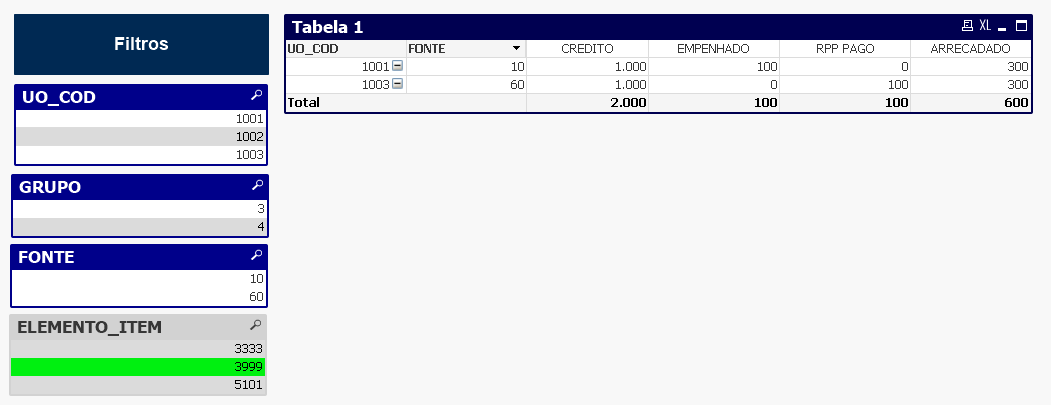 Filtros
UO_COD
1001
1002
1003
GRUPO
3
4
FONTE
10
60
ELEMENTO_ITEM
3333
3999
5101
Tabela 1 XL
UO_COD FONTE CREDITO EMPENHADO RPP PAGO ARRECADADO
1001 10 1.000 100 0 300
1003 60 1.000 0 100 300
Total 2.000 100 100 600